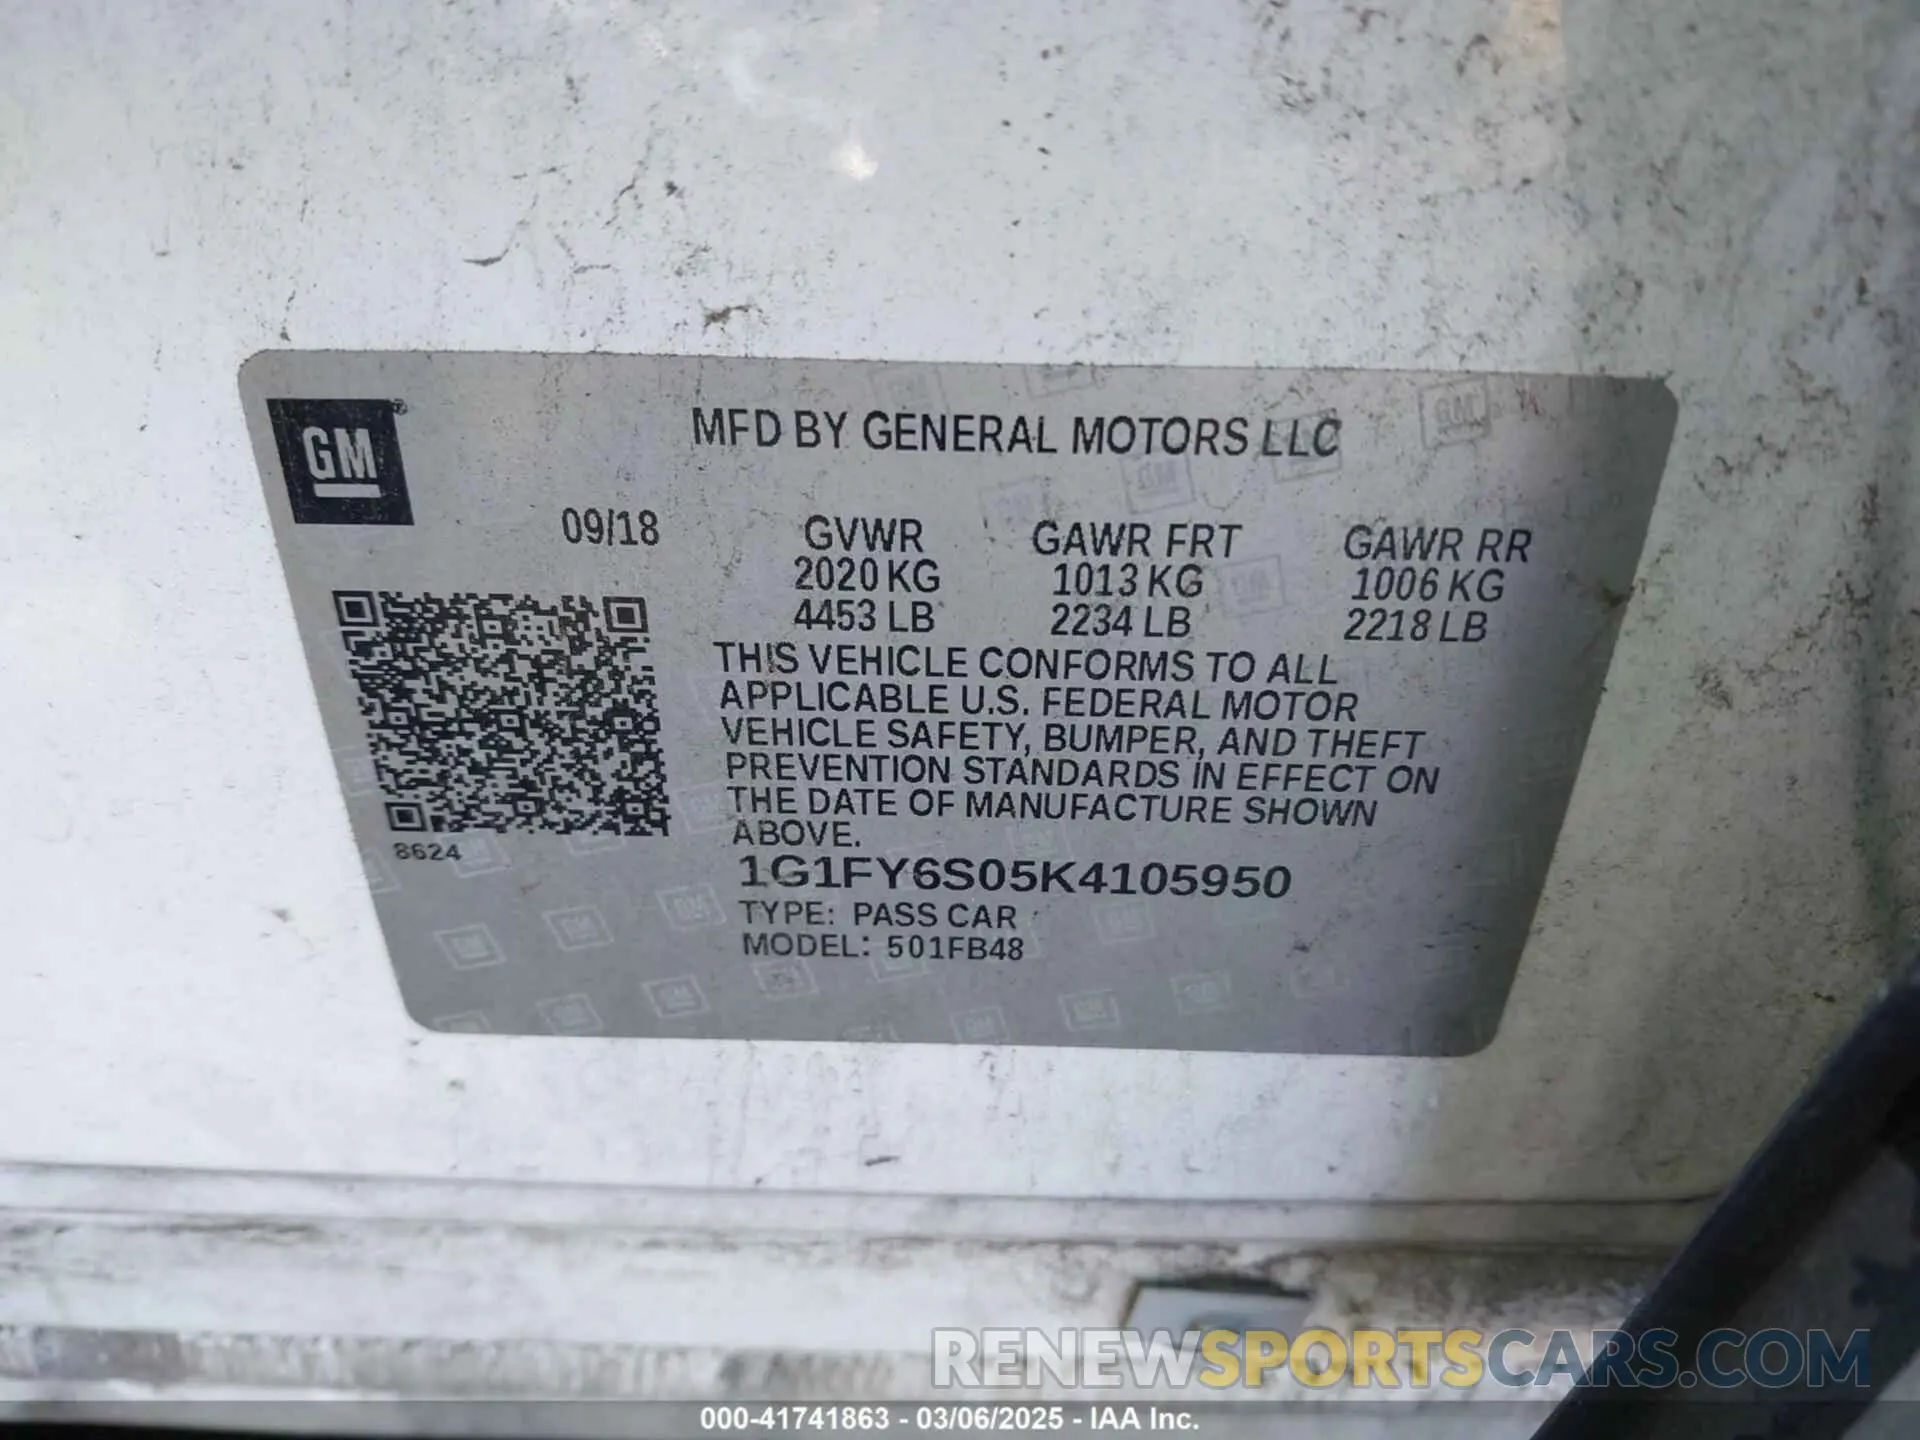 GM
MFD BY GENERAL MOTORS LLC
09/18
GVWR GAWR FRT GAWR RR
2020 KG 1013 KG 1006 KG
4453 LB 2234 LB 2218 LB
THIS VEHICLE CONFORMS TO ALL
APPLICABLE U.S. FEDERAL MOTOR
VEHICLE SAFETY, BUMPER, AND THEFT
PREVENTION STANDARDS IN EFFECT ON
THE DATE OF MANUFACTURE SHOWN
ABOVE.
8624
1G1FY6S05K4105950
TYPE: PASS CAR
MODEL: 501FB48
RENEWSPORTSCARS.COM
000-41741863 - 03/06/2025 - IAA Inc.